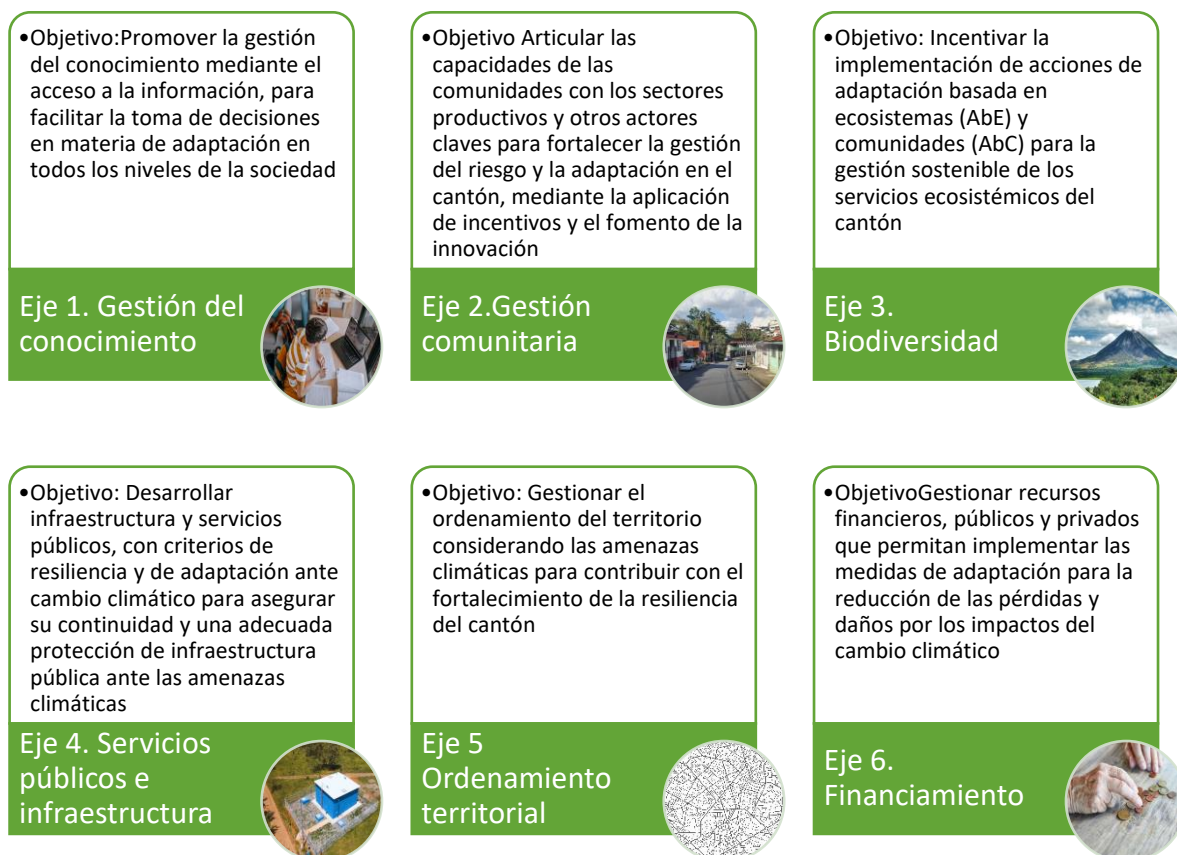 •Objetivo:Promover la gestión
del conocimiento mediante el
acceso a la información, para
facilitar la toma de decisiones
en materia de adaptación en
todos los niveles de la sociedad
Eje 1. Gestión del
conocimiento
•Objetivo Articular las
capacidades de las
comunidades con los sectores
productivos y otros actores
claves para fortalecer la gestión
del riesgo y la adaptación en el
cantón, mediante la aplicación
de incentivos y el fomento de la
innovación
Eje 2.Gestión
comunitaria
•Objetivo: Incentivar la
implementación de acciones de
adaptación basada en
ecosistemas (AbE) y
comunidades (AbC) para la
gestión sostenible de los
servicios ecosistémicos del
cantón
Eje 3.
Biodiversidad
•Objetivo: Desarrollar
infraestructura y servicios
públicos, con criterios de
resiliencia y de adaptación ante
cambio climático para asegurar
su continuidad y una adecuada
protección de infraestructura
pública ante las amenazas
climáticas
Eje 4. Servicios
públicos e
infraestructura
•Objetivo: Gestionar el
ordenamiento del territorio
considerando las amenazas
climáticas para contribuir con el
fortalecimiento de la resiliencia
del cantón
Eje 5
Ordenamiento
territorial
•ObjetivoGestionar recursos
financieros, públicos y privados
que permitan implementar las
medidas de adaptación para la
reducción de las pérdidas y
daños por los impactos del
cambio climático
Eje 6.
Financiamiento